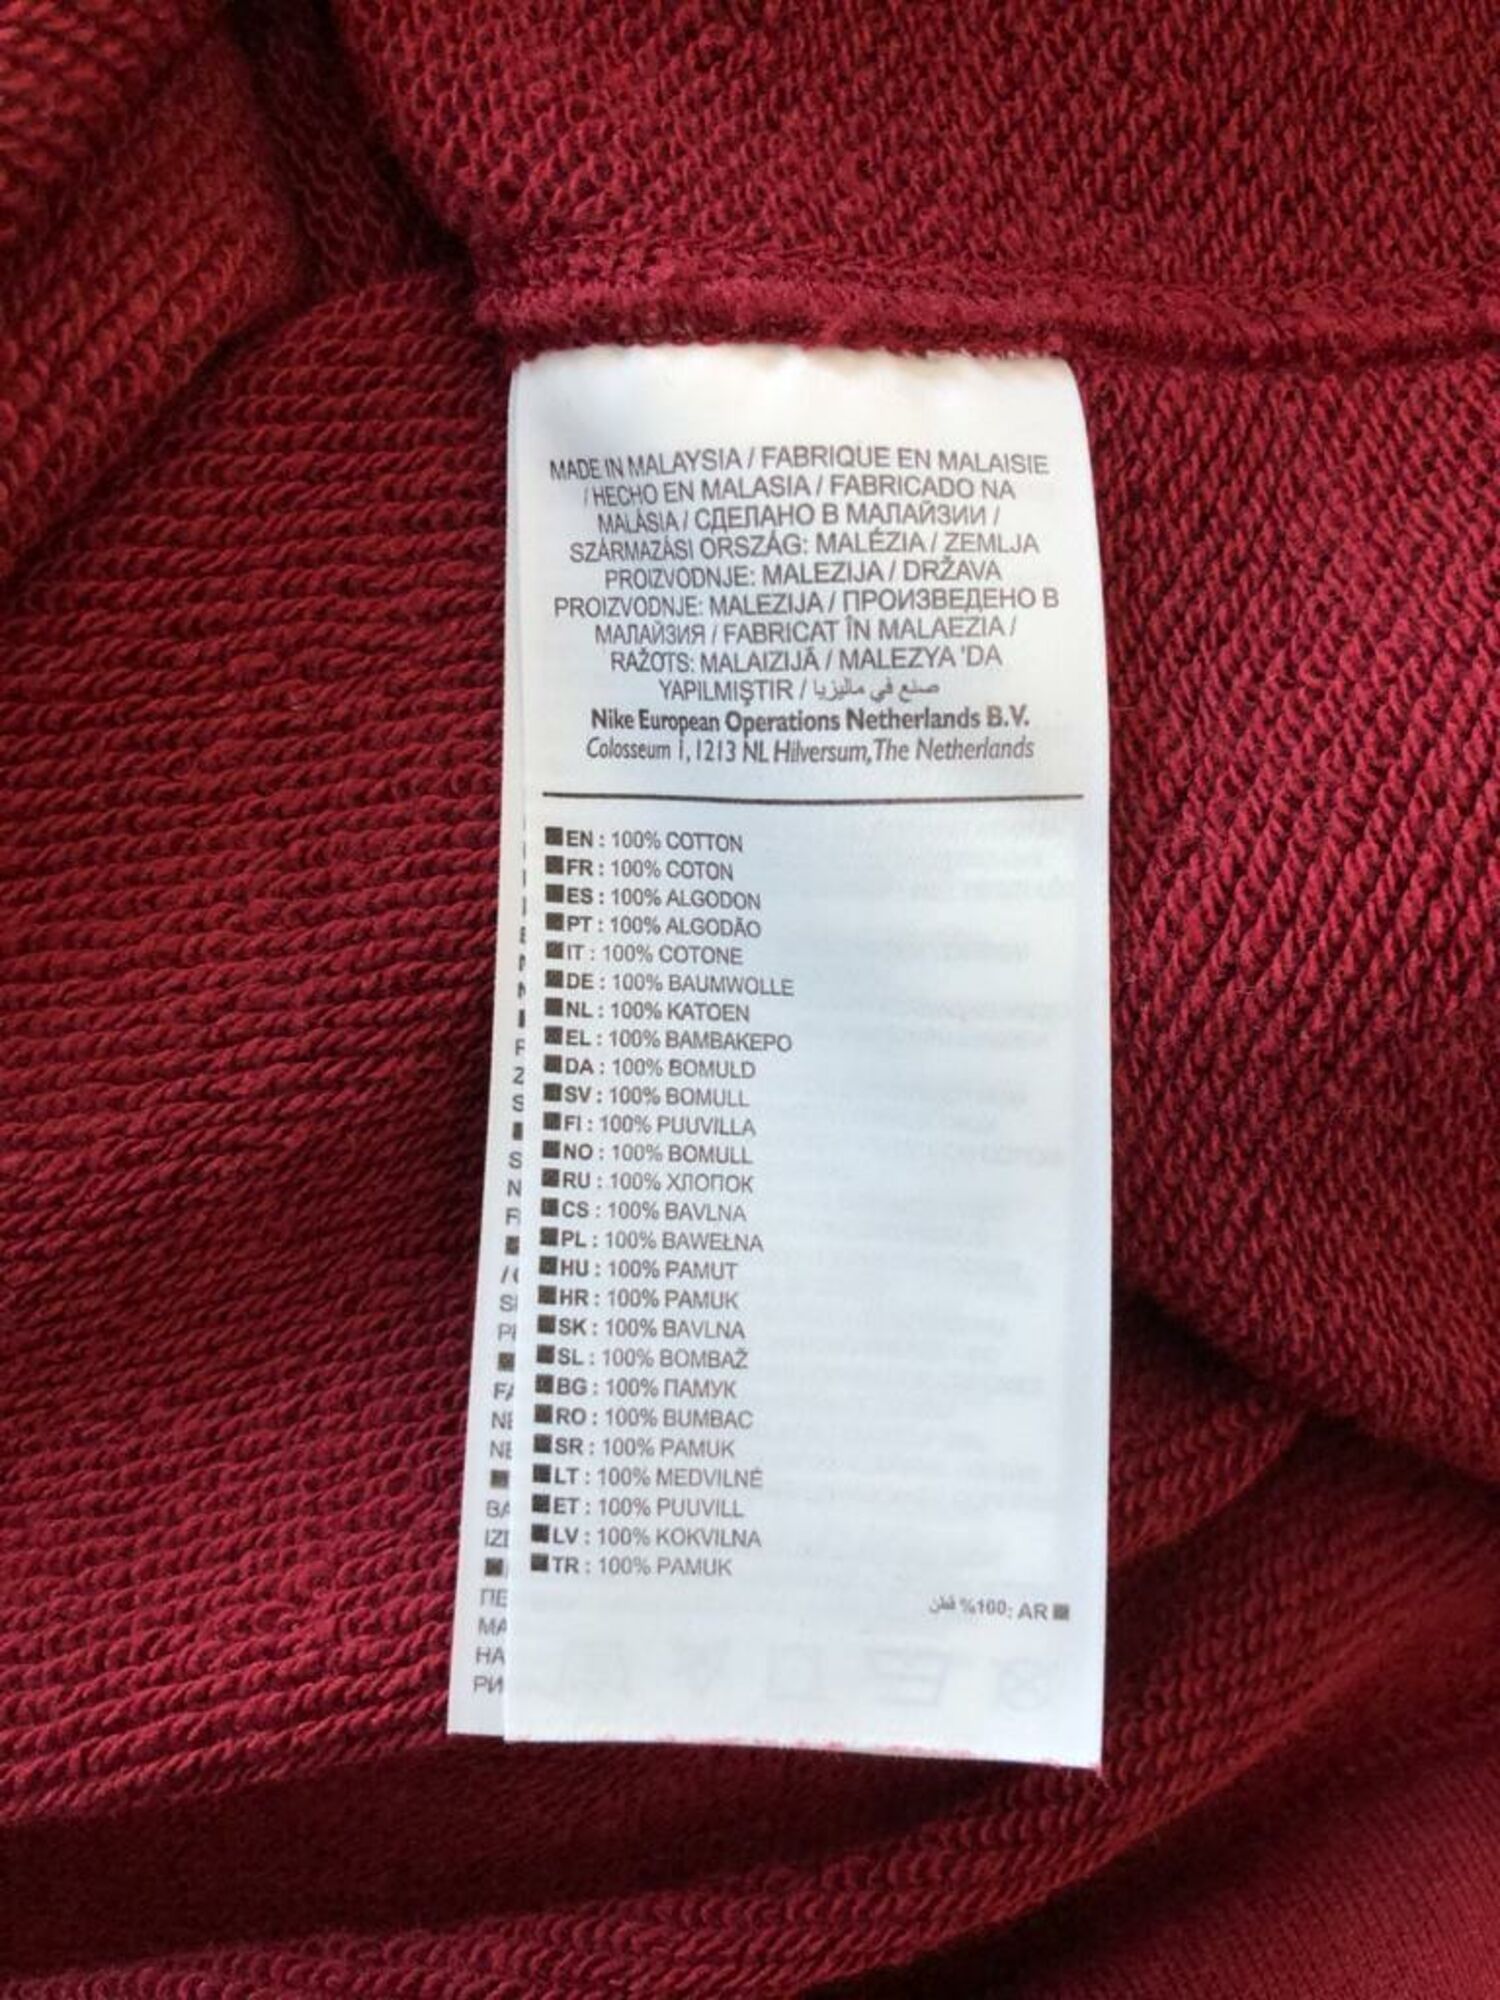 MADE IN MALAYSIA / FABRIQUE EN MALAISIE
/ HECHO EN MALASIA / FABRICADO NA
MALÁSIA / СДЕЛАНО В МАЛАЙЗИИ /
SZÁRMAZÁSI ORSZÁG: MALÉZIA / ZEMLJA
PROIZVODNJE: MALEZIJA / DRŽAVA
PROIZVODNJE: MALEZIJA / ПРОИЗВЕДЕНО В
МАЛАЙЗИЯ / FABRICAT ÎN MALAEZIA /
RAŽOTS: MALAIZIJĀ / MALEZYA 'DA
YAPILMIŞTIR / صنع في ماليزيا
Nike European Operations Netherlands B.V.
Colosseum 1, 1213 NL Hilversum, The Netherlands
EN : 100% COTTON
FR : 100% COTON
ES : 100% ALGODON
PT : 100% ALGODÃO
IT : 100% COTONE
DE : 100% BAUMWOLLE
NL : 100% KATOEN
EL : 100% ΒΑΜΒΑΚΕΡΟ
DA : 100% BOMULD
SV : 100% BOMULL
FI : 100% PUUVILLA
NO : 100% BOMULL
RU : 100% ХЛОПОК
CS : 100% BAVLNA
PL : 100% BAWEŁNA
HU : 100% PAMUT
HR : 100% PAMUK
SK : 100% BAVLNA
SL : 100% BOMBAŽ
BG : 100% ПАМУК
RO : 100% BUMBAC
SR : 100% PAMUK
LT : 100% MEDVILNĖ
ET : 100% PUUVILL
LV : 100% KOKVILNA
TR : 100% PAMUK
AR :100% قطن